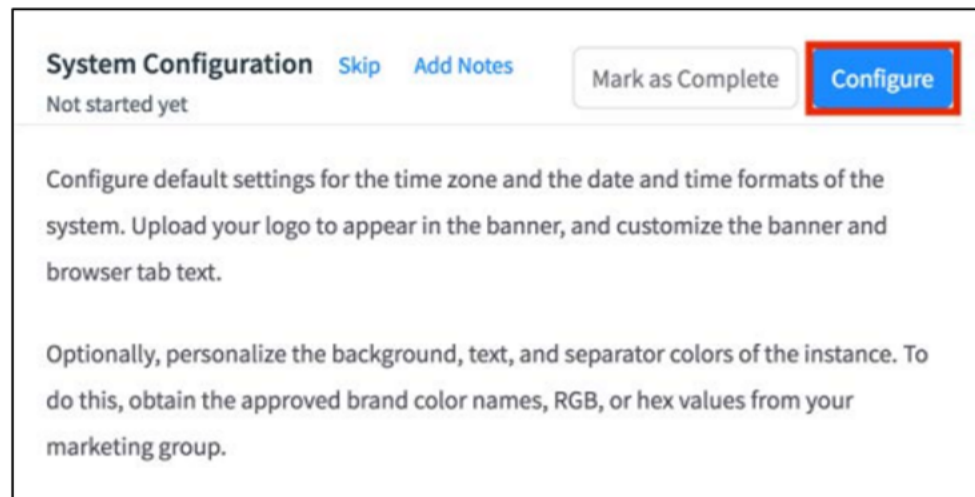 System Configuration Skip Add Notes Mark as Complete Configure
Not started yet
Configure default settings for the time zone and the date and time formats of the
system. Upload your logo to appear in the banner, and customize the banner and
browser tab text.
Optionally, personalize the background, text, and separator colors of the instance. To
do this, obtain the approved brand color names, RGB, or hex values from your
marketing group.